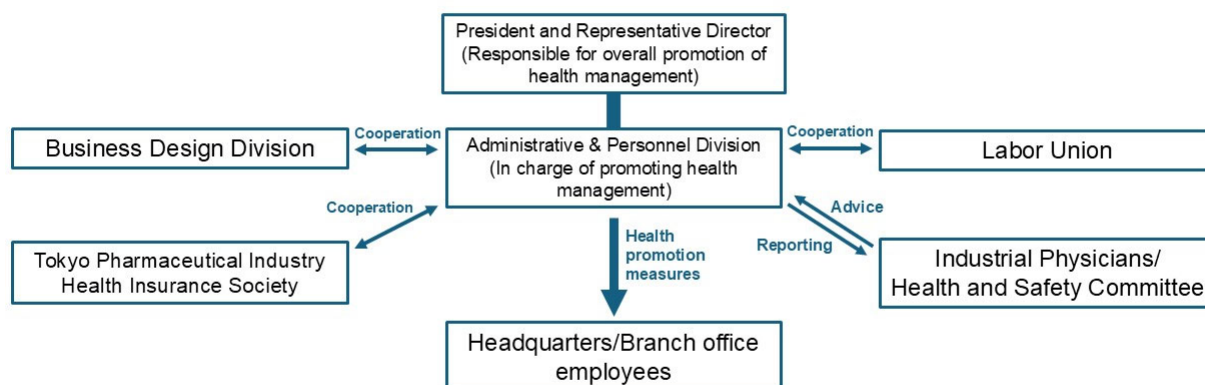 President and Representative Director
(Responsible for overall promotion of
health management)
Cooperation
Business Design Division
Administrative & Personnel Division
(In charge of promoting health
management)
Cooperation
Labor Union
Cooperation
Tokyo Pharmaceutical Industry
Health Insurance Society
Health
promotion
measures
Advice
Reporting
Industrial Physicians/
Health and Safety Committee
Headquarters/Branch office
employees